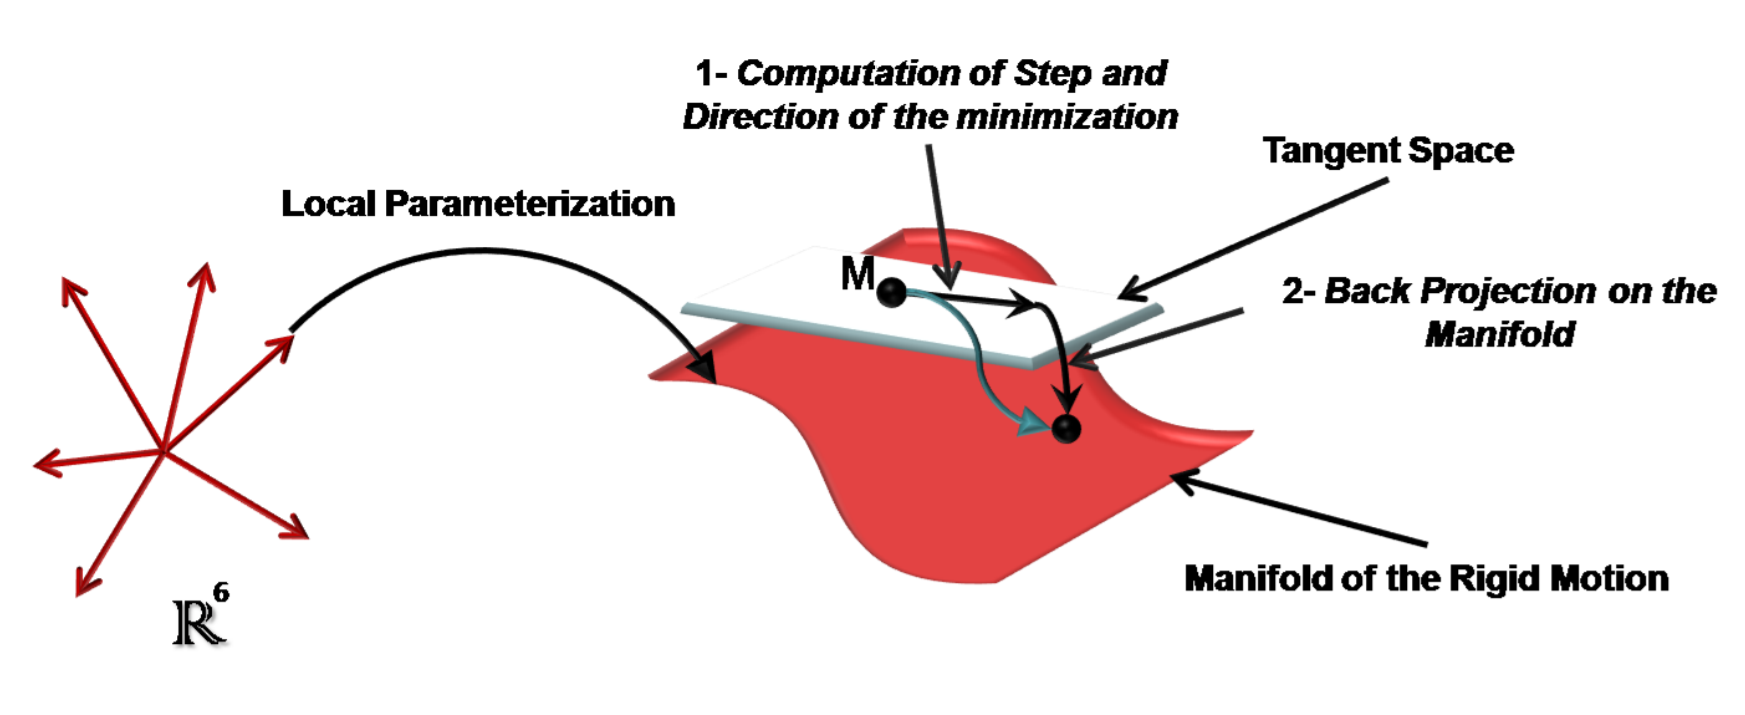 1- Computation of Step and
Direction of the minimization
Tangent Space
Local Parameterization
M
2- Back Projection on the
Manifold
Manifold of the Rigid Motion
ℝ⁶